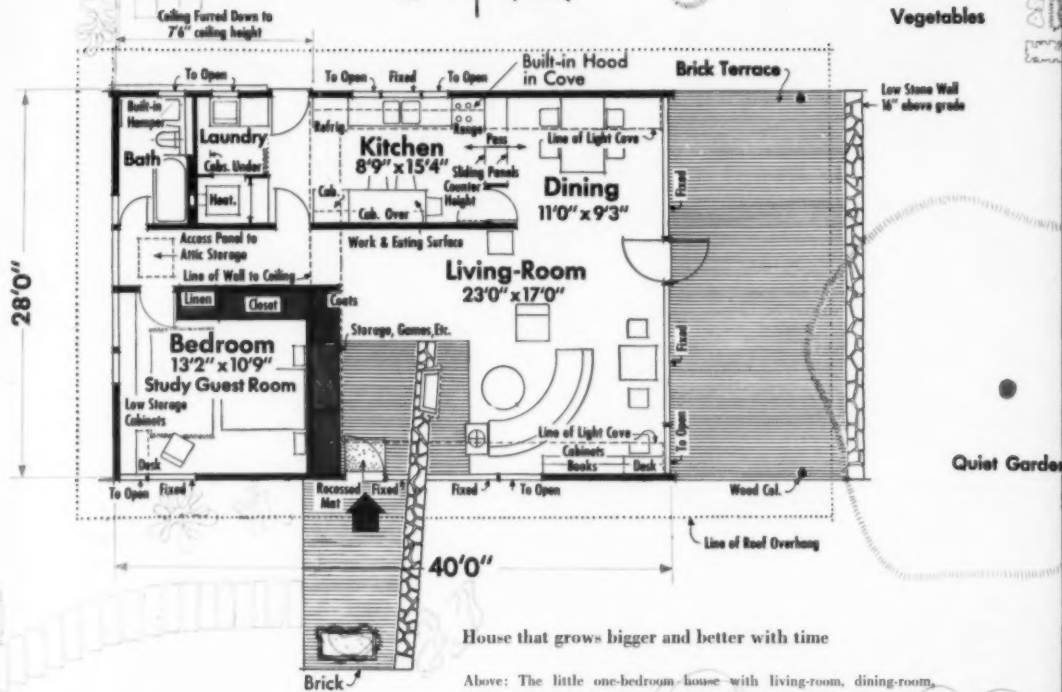 Ceiling Furred Down to
7'6" ceiling height
Vegetables
To Open
To Open
Fixed
To Open
Built-in Hood
in Cove
Brick Terrace
Low Stone Wall
16" above grade
Built-in
Hamper
Laundry
Refrig.
Range
Line of Light Cove
Bath
Kitchen
8'9" x 15'4"
Pass
Cabs. Under
Sliding Panels
Dining
11'0" x 9'3"
Fixed
Heat.
Cab.
Counter
Height
Cab. Over
Access Panel to
Attic Storage
Work & Eating Surface
Line of Wall to Ceiling
Living-Room
23'0" x 17'0"
28'0"
Linen
Closet
Coats
Storage, Games, Etc.
Bedroom
13'2" x 10'9"
Study Guest Room
Fixed
Low Storage
Cabinets
Line of Light Cove
To Open
Cabinets
Desk
Books
Desk
Quiet Garden
To Open
Fixed
Recessed
Mat
Fixed
Fixed
To Open
Wood Col.
Line of Roof Overhang
40'0"
House that grows bigger and better with time
Brick
Above: The little one-bedroom house with living-room, dining-room,